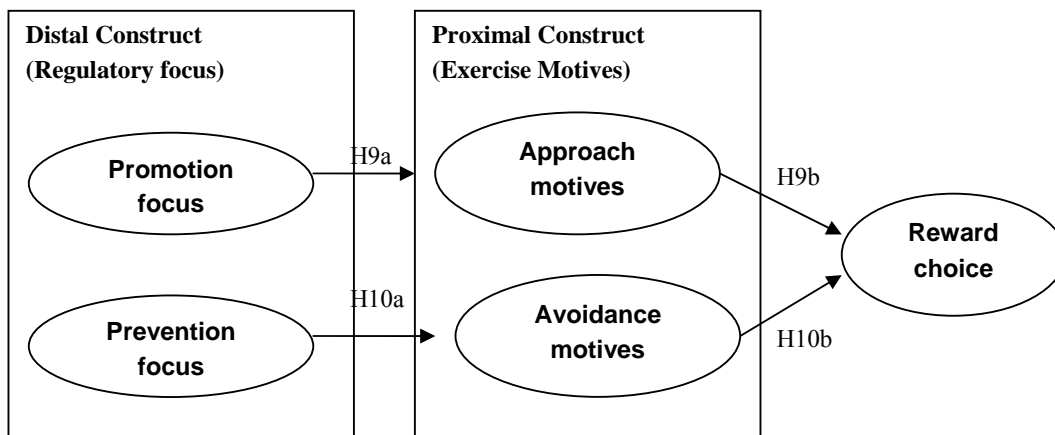 Distal Construct
(Regulatory focus)
Proximal Construct
(Exercise Motives)
Promotion
focus
H9a
Approach
motives
H9b
Reward
choice
Prevention
focus
H10a
Avoidance
motives
H10b